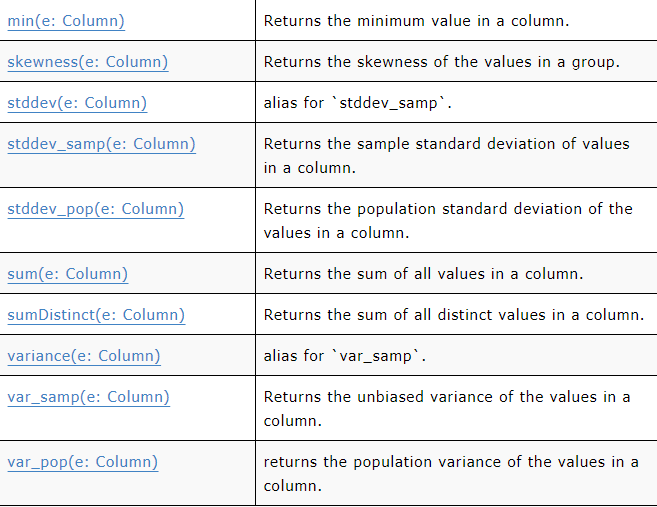 min(e: Column) Returns the minimum value in a column.
skewness(e: Column) Returns the skewness of the values in a group.
stddev(e: Column) alias for `stddev_samp`.
stddev_samp(e: Column) Returns the sample standard deviation of values
in a column.
stddev_pop(e: Column) Returns the population standard deviation of the
values in a column.
sum(e: Column) Returns the sum of all values in a column.
sumDistinct(e: Column) Returns the sum of all distinct values in a column.
variance(e: Column) alias for `var_samp`.
var_samp(e: Column) Returns the unbiased variance of the values in a
column.
var_pop(e: Column) returns the population variance of the values in a
column.